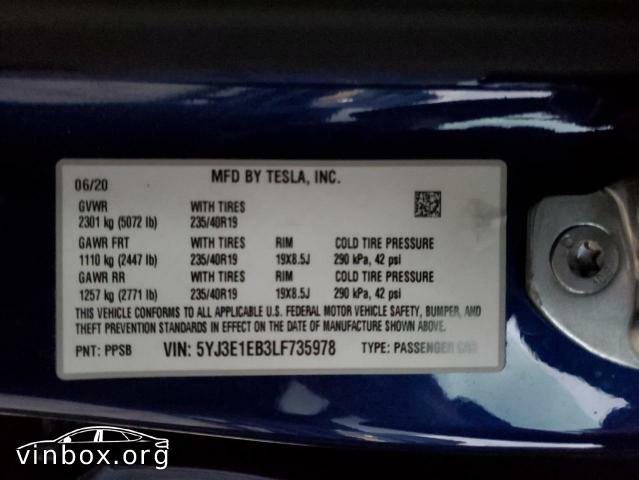 MFD BY TESLA, INC.
06/20
GVWR WITH TIRES
2301 kg (5072 lb) 235/40R19
GAWR FRT WITH TIRES RIM COLD TIRE PRESSURE
1110 kg (2447 lb) 235/40R19 19X8.5J 290 kPa, 42 psi
GAWR RR WITH TIRES RIM COLD TIRE PRESSURE
1257 kg (2771 lb) 235/40R19 19X8.5J 290 kPa, 42 psi
THIS VEHICLE CONFORMS TO ALL APPLICABLE U.S. FEDERAL MOTOR VEHICLE SAFETY, BUMPER, AND
THEFT PREVENTION STANDARDS IN EFFECT ON THE DATE OF MANUFACTURE SHOWN ABOVE.
PNT: PPSB VIN: 5YJ3E1EB3LF735978 TYPE: PASSENGER CAR
vinbox.org